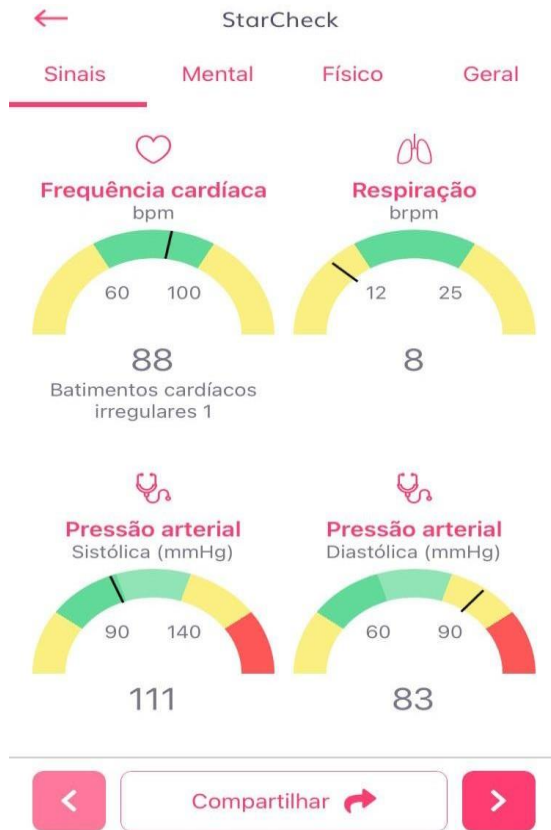 StarCheck
Sinais Mental Físico Geral
Frequência cardíaca
bpm
60 100
88
Batimentos cardíacos
irregulares 1
Respiração
brpm
12 25
8
Pressão arterial
Sistólica (mmHg)
90 140
111
Pressão arterial
Diastólica (mmHg)
60 90
83
Compartilhar